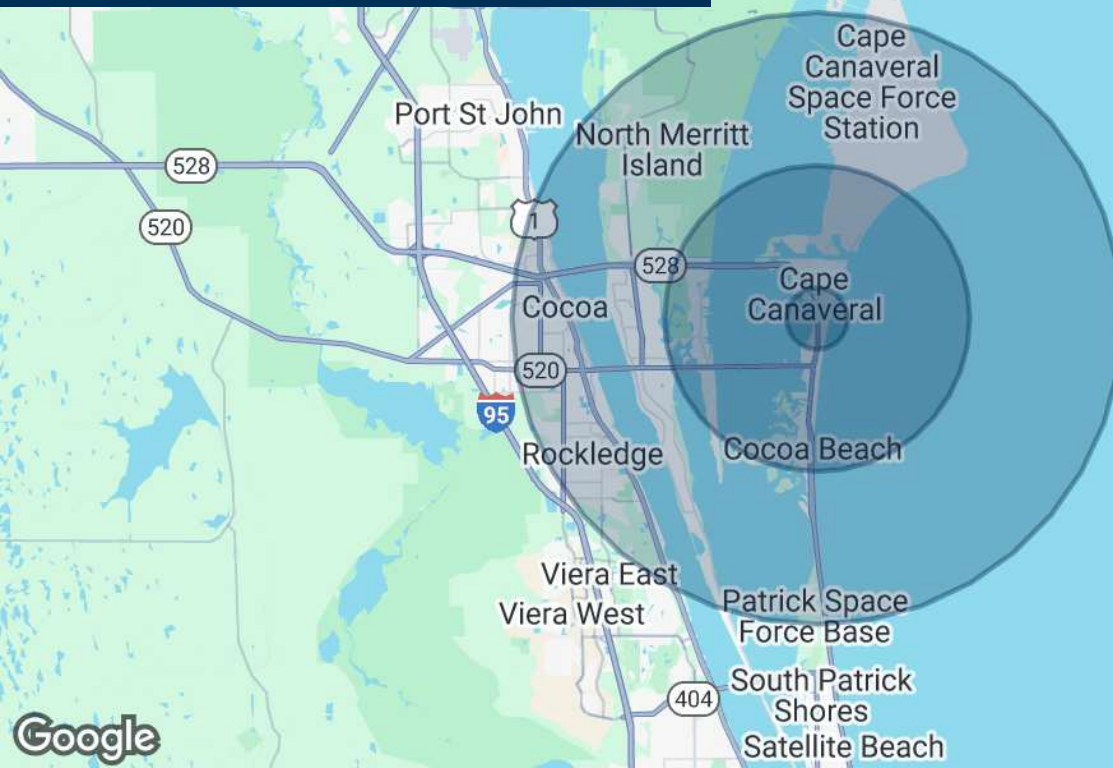 Cape
Canaveral
Space Force
Station
Port St John
North Merritt
Island
528
520
1
528
Cape
Canaveral
Cocoa
520
95
Rockledge
Cocoa Beach
Viera East
Viera West
Patrick Space
Force Base
404
South Patrick
Shores
Satellite Beach
Google